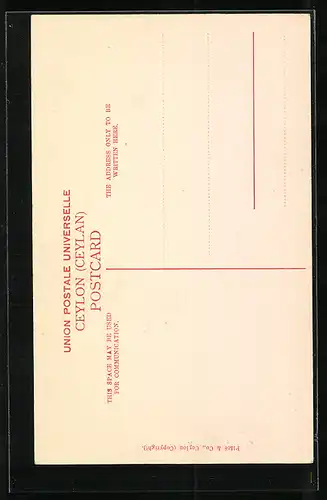 UNION POSTALE UNIVERSELLE
CEYLON (CEYLAN)
POSTCARD
THIS SPACE MAY BE USED
FOR COMMUNICATION.
THE ADDRESS ONLY TO BE
WRITTEN HERE.
Plâté & Co., Ceylon (Copyright).